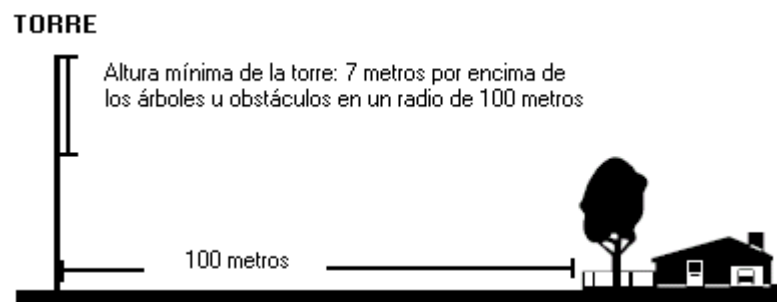 TORRE
Altura mínima de la torre: 7 metros por encima de
los árboles u obstáculos en un radio de 100 metros
100 metros